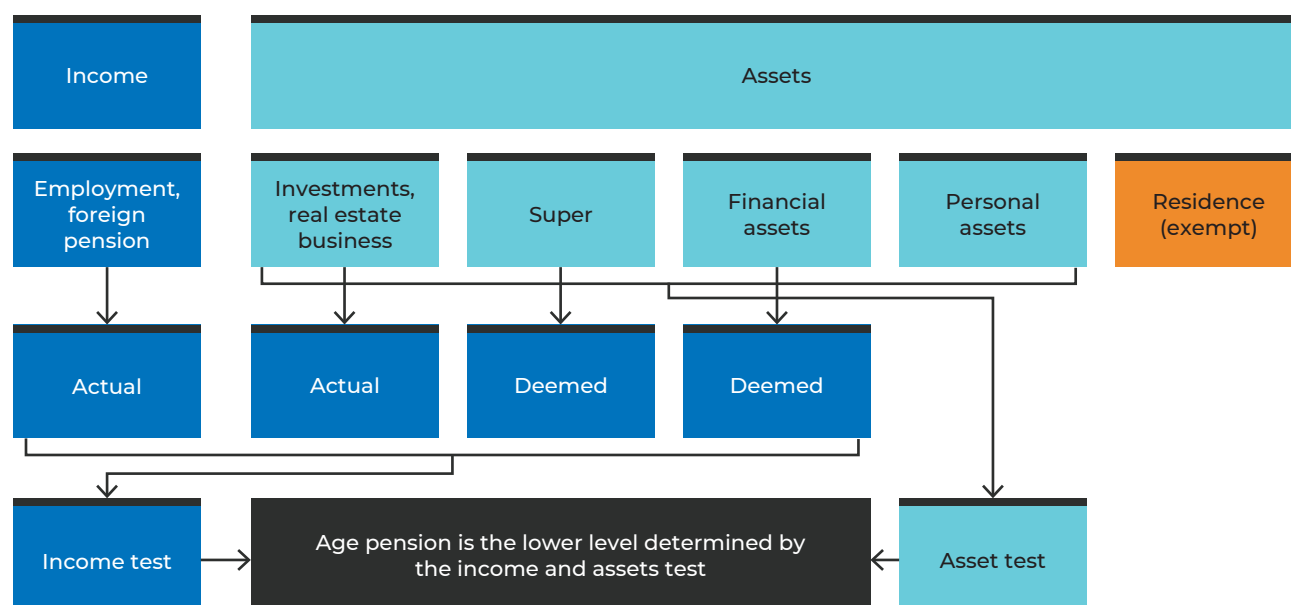 Income
Assets
Employment,
foreign
pension
Investments,
real estate
business
Super
Financial
assets
Personal
assets
Residence
(exempt)
Actual
Actual
Deemed
Deemed
Income test
Age pension is the lower level determined by
the income and assets test
Asset test